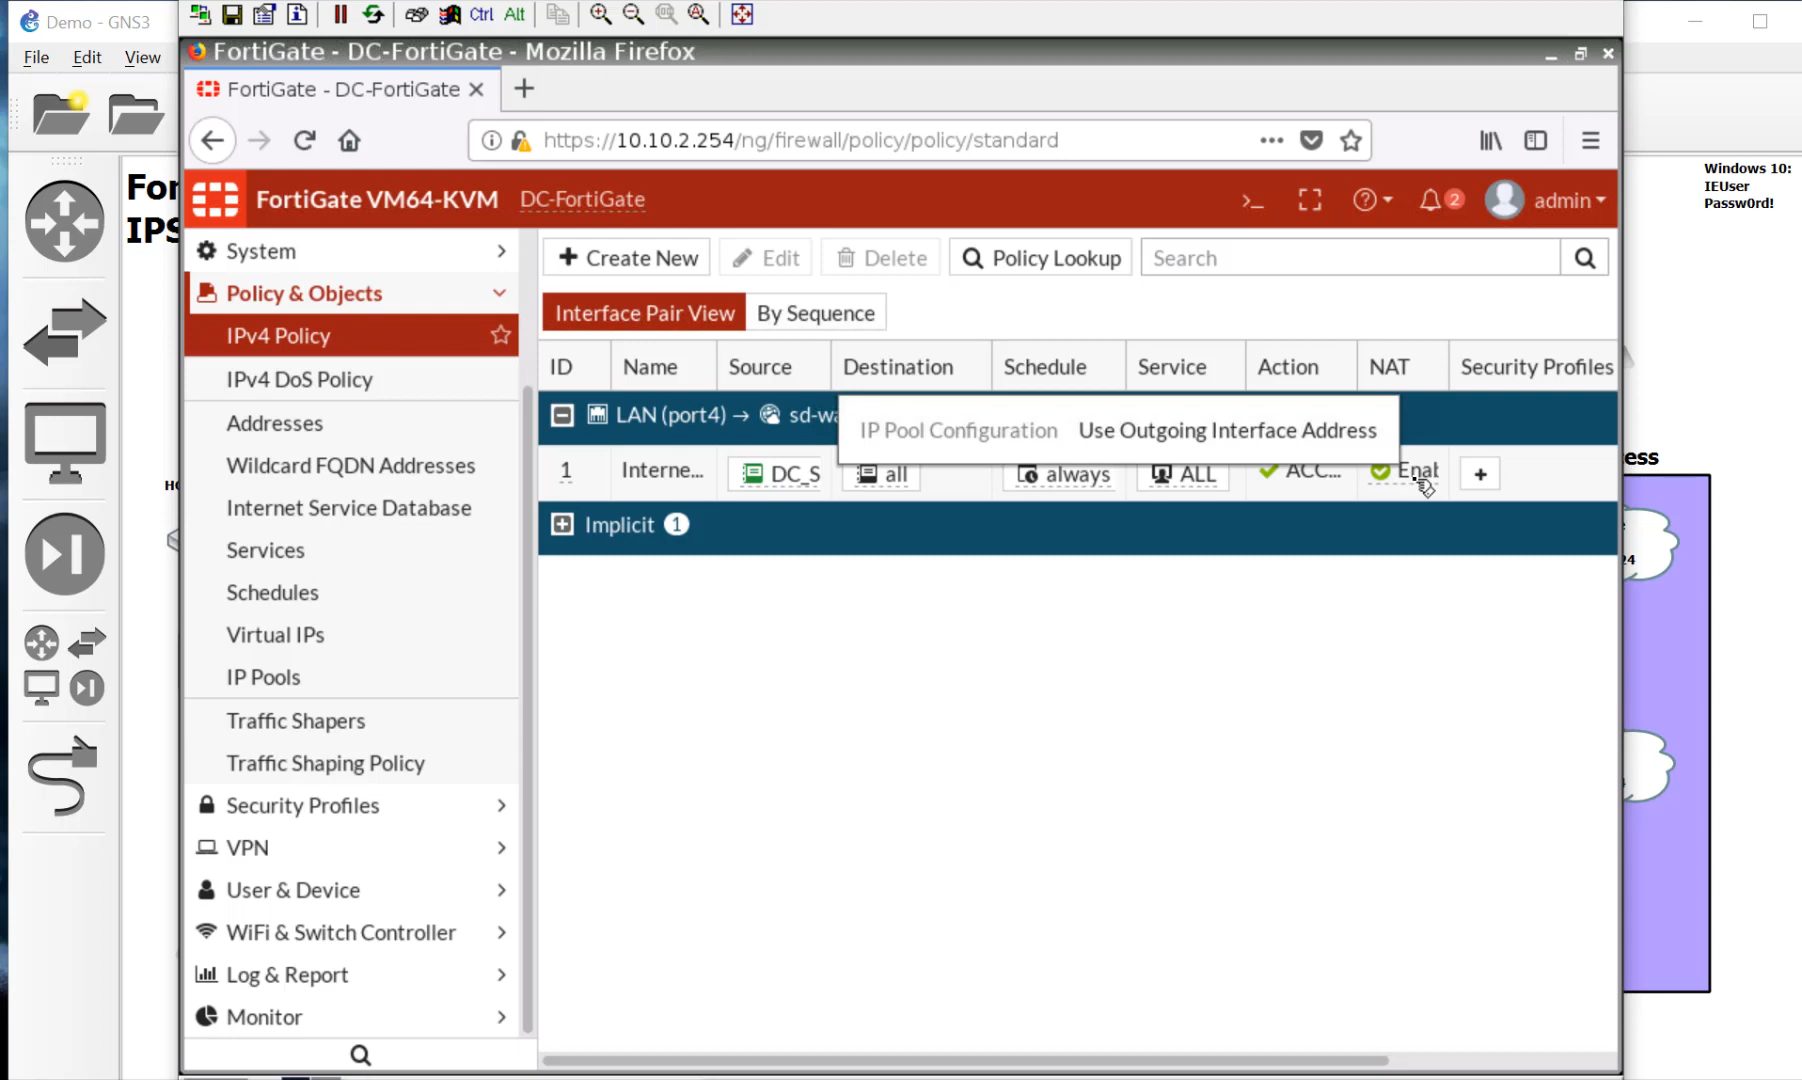 Demo - GNS3
File Edit View
Ctrl Alt
FortiGate - DC-FortiGate - Mozilla Firefox
FortiGate - DC-FortiGate
https://10.10.2.254/ng/firewall/policy/policy/standard
FortiGate VM64-KVM DC-FortiGate
>_ 2 admin
Windows 10:
IEUser
Passw0rd!
For
IPS
System
Policy & Objects
IPv4 Policy
IPv4 DoS Policy
Addresses
Wildcard FQDN Addresses
Internet Service Database
Services
Schedules
Virtual IPs
IP Pools
Traffic Shapers
Traffic Shaping Policy
Security Profiles
VPN
User & Device
WiFi & Switch Controller
Log & Report
Monitor
+ Create New Edit Delete Policy Lookup Search
Interface Pair View By Sequence
ID Name Source Destination Schedule Service Action NAT Security Profiles
LAN (port4) → sd-wa
IP Pool Configuration Use Outgoing Interface Address
1 Interne... DC_S all always ALL ACC... Enab +
Implicit 1
ess
24